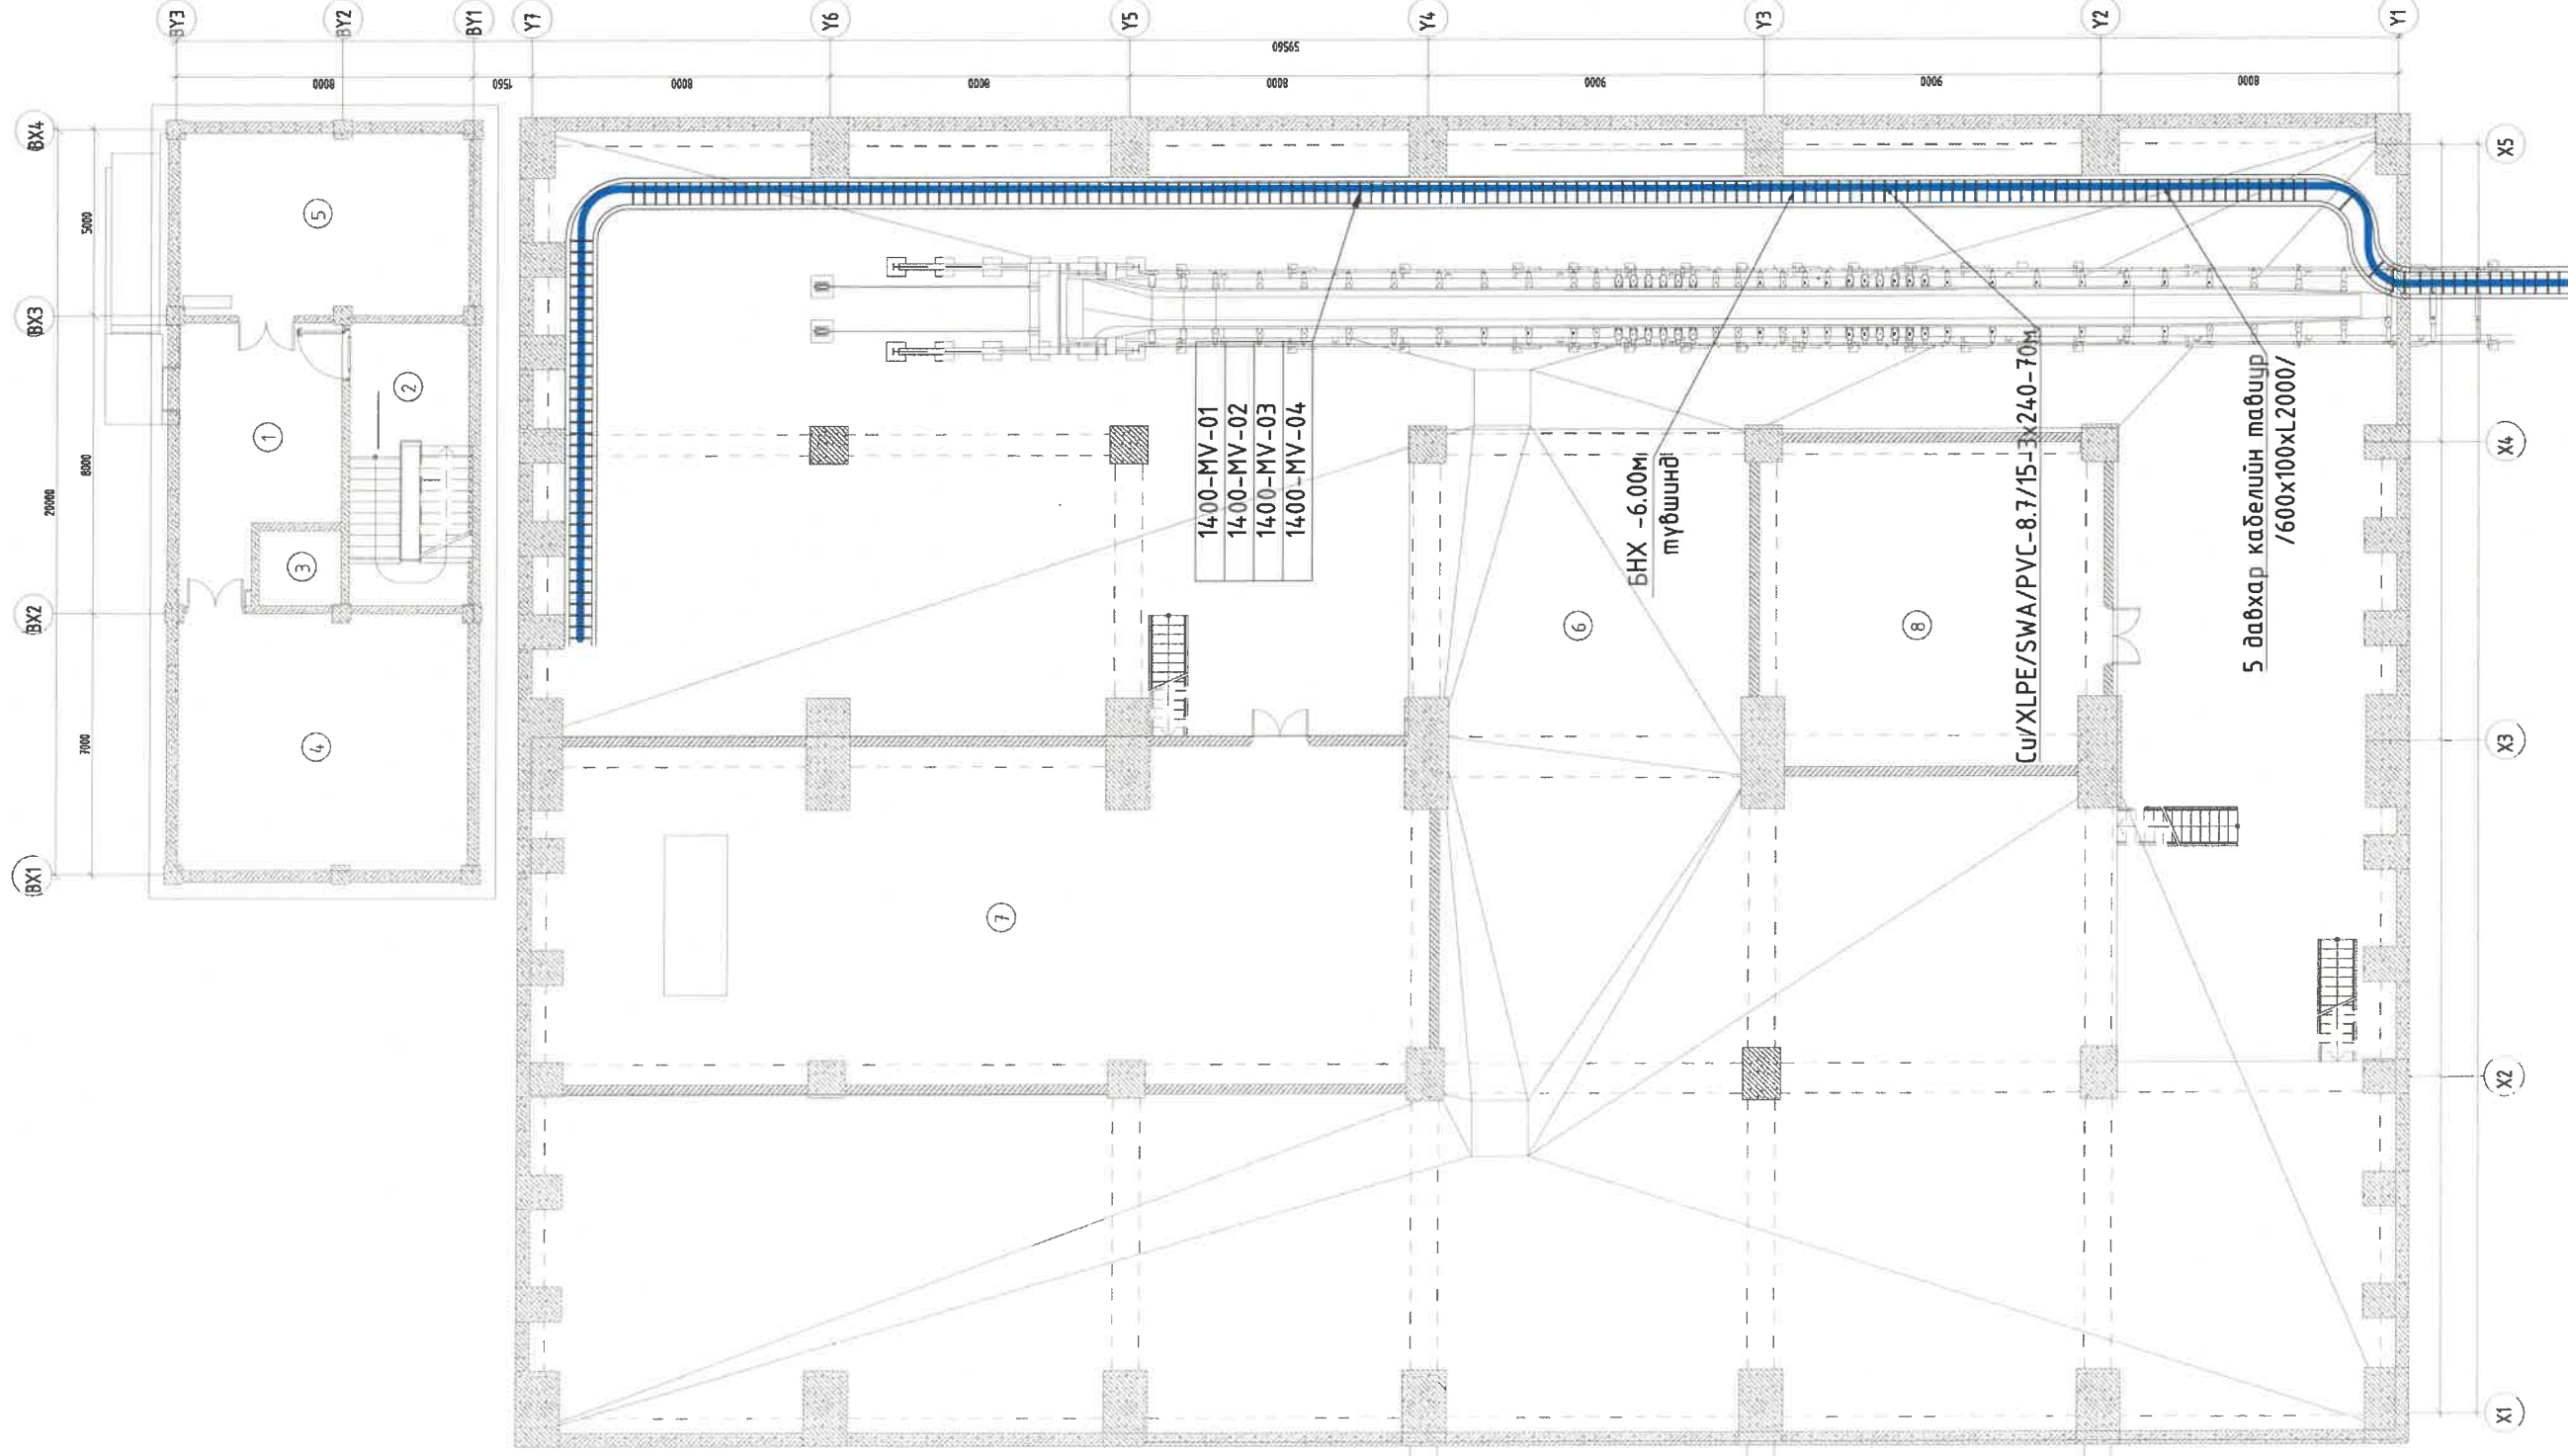 BY3
BY2
BY1
Y7
Y6
Y5
Y4
Y3
Y2
Y1
59560
8000
1560
8000
8000
8000
9000
9000
8000
BX4
BX3
BX2
BX1
5000
8000
7000
20000
X5
X4
X3
X2
X1
1
2
3
4
5
6
7
8
1400-MV-01
1400-MV-02
1400-MV-03
1400-MV-04
БНХ -6.00м
түвшинд
Cu/XLPE/SWA/PVC-8.7/15-3x240-70м
5 давхар кабелийн тавиур
/600x100xL2000/